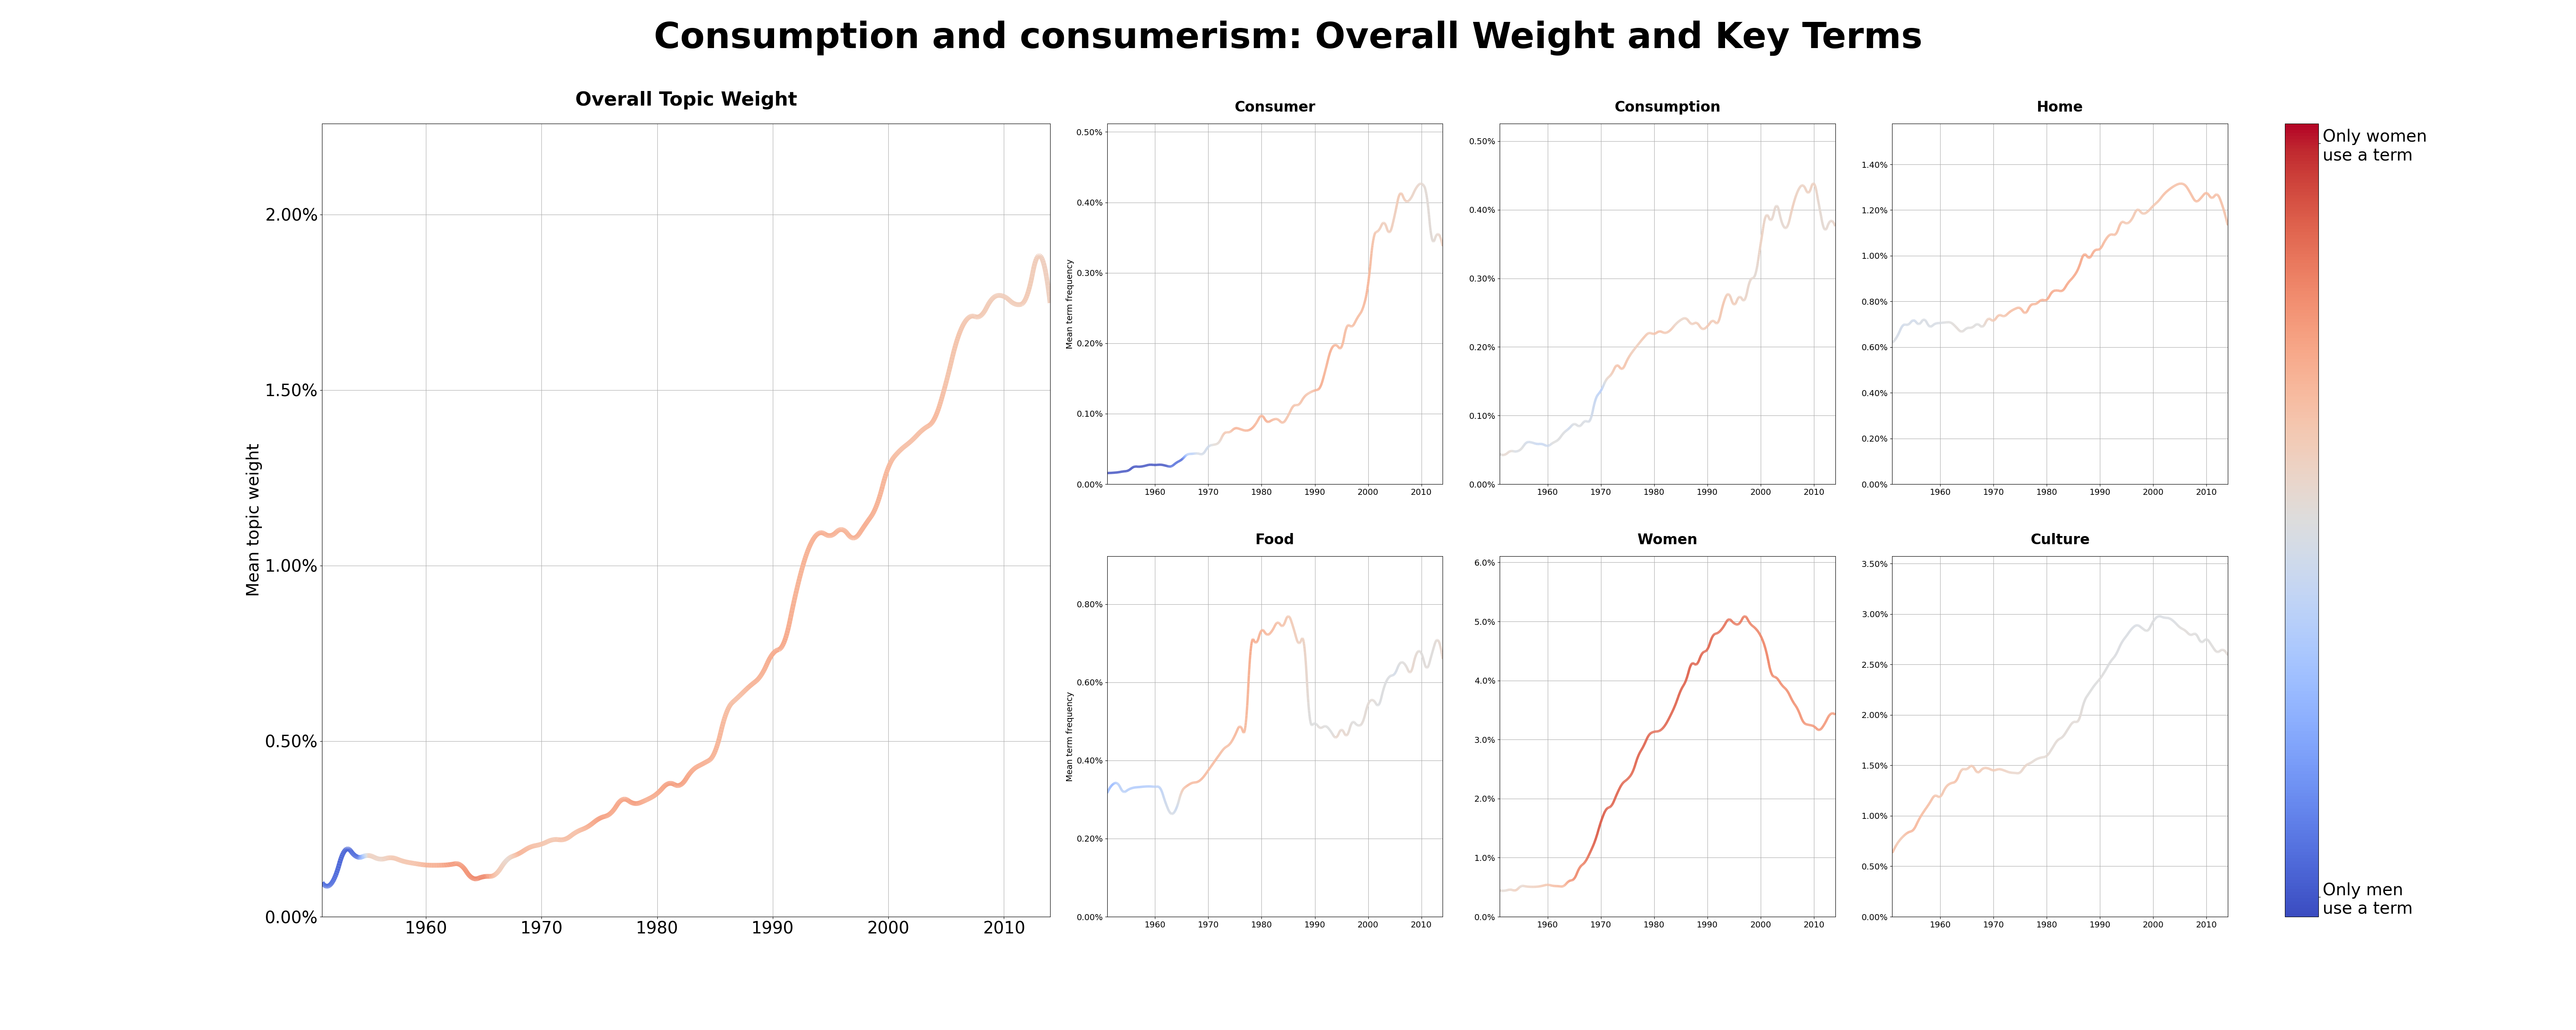 Consumption and consumerism: Overall Weight and Key Terms
Overall Topic Weight
Mean topic weight
2.00%
1.50%
1.00%
0.50%
0.00%
1960 1970 1980 1990 2000 2010
Consumer
Mean term frequency
0.50%
0.40%
0.30%
0.20%
0.10%
0.00%
1960 1970 1980 1990 2000 2010
Consumption
0.50%
0.40%
0.30%
0.20%
0.10%
0.00%
1960 1970 1980 1990 2000 2010
Home
1.40%
1.20%
1.00%
0.80%
0.60%
0.40%
0.20%
0.00%
1960 1970 1980 1990 2000 2010
Food
Mean term frequency
0.80%
0.60%
0.40%
0.20%
0.00%
1960 1970 1980 1990 2000 2010
Women
6.0%
5.0%
4.0%
3.0%
2.0%
1.0%
0.0%
1960 1970 1980 1990 2000 2010
Culture
3.50%
3.00%
2.50%
2.00%
1.50%
1.00%
0.50%
0.00%
1960 1970 1980 1990 2000 2010
Only women
use a term
Only men
use a term